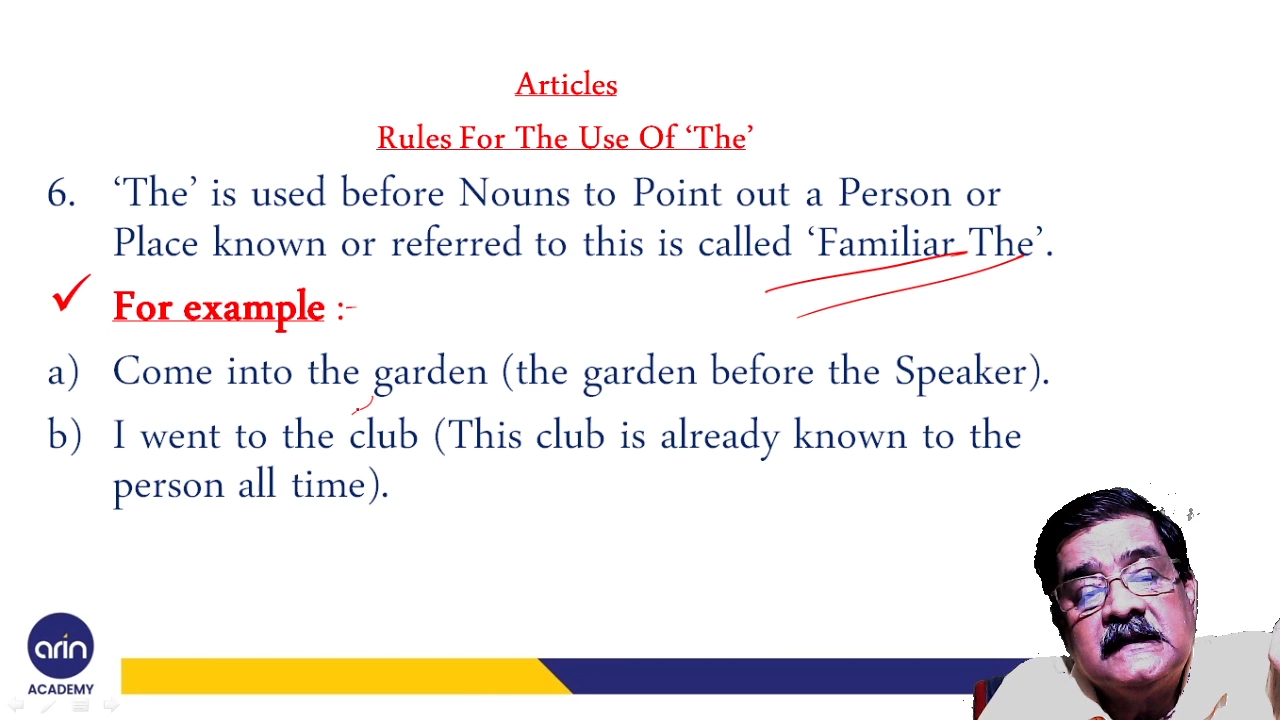 Articles
Rules For The Use Of ‘The’
6. ‘The’ is used before Nouns to Point out a Person or
Place known or referred to this is called ‘Familiar The’.
✓ For example :-
a) Come into the garden (the garden before the Speaker).
b) I went to the club (This club is already known to the
person all time).
arin
ACADEMY